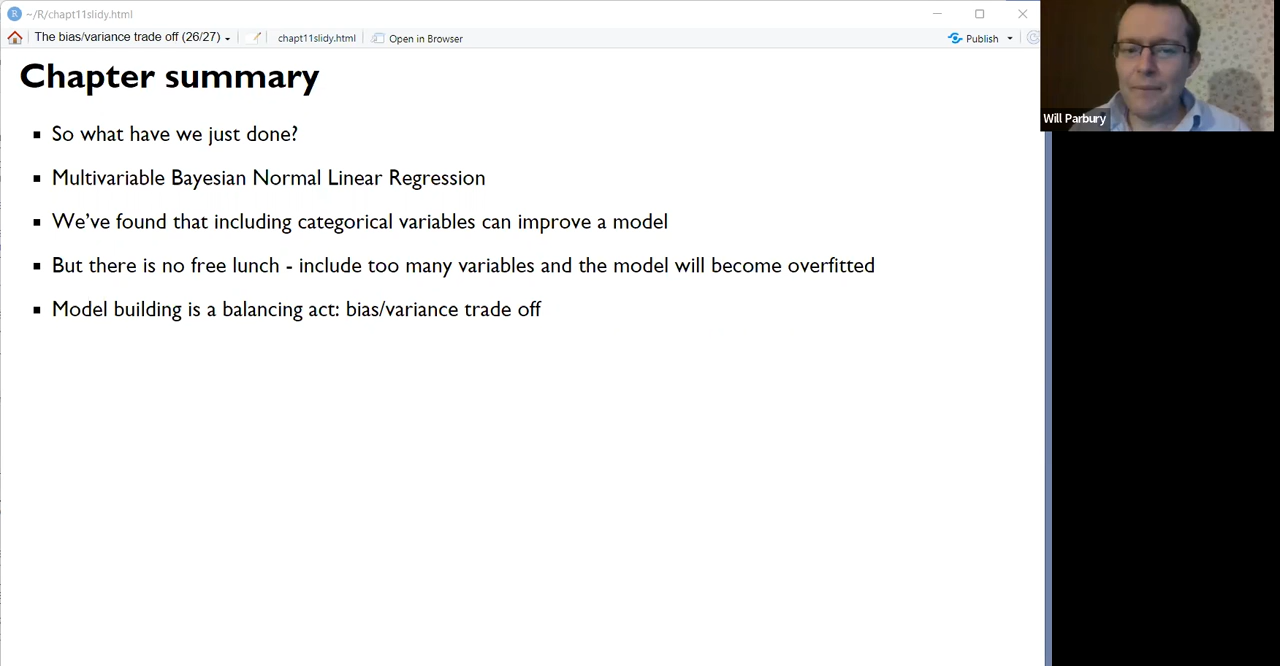 ~/R/chapt11slidy.html
The bias/variance trade off (26/27)
chapt11slidy.html
Open in Browser
Publish
Chapter summary
So what have we just done?
Multivariable Bayesian Normal Linear Regression
We've found that including categorical variables can improve a model
But there is no free lunch - include too many variables and the model will become overfitted
Model building is a balancing act: bias/variance trade off
Will Parbury